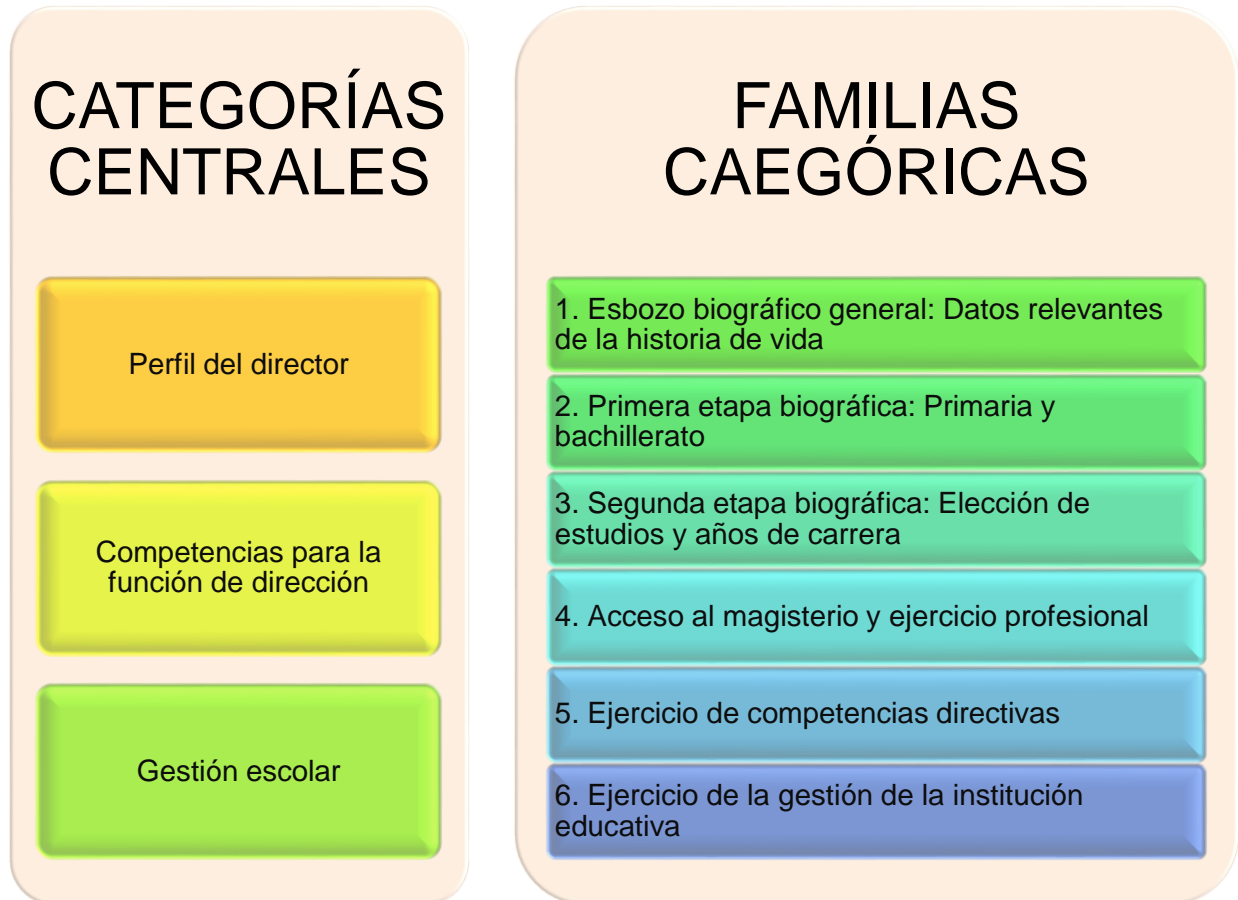 CATEGORÍAS
CENTRALES
Perfil del director
Competencias para la
función de dirección
Gestión escolar
FAMILIAS
CAEGÓRICAS
1. Esbozo biográfico general: Datos relevantes
de la historia de vida
2. Primera etapa biográfica: Primaria y
bachillerato
3. Segunda etapa biográfica: Elección de
estudios y años de carrera
4. Acceso al magisterio y ejercicio profesional
5. Ejercicio de competencias directivas
6. Ejercicio de la gestión de la institución
educativa